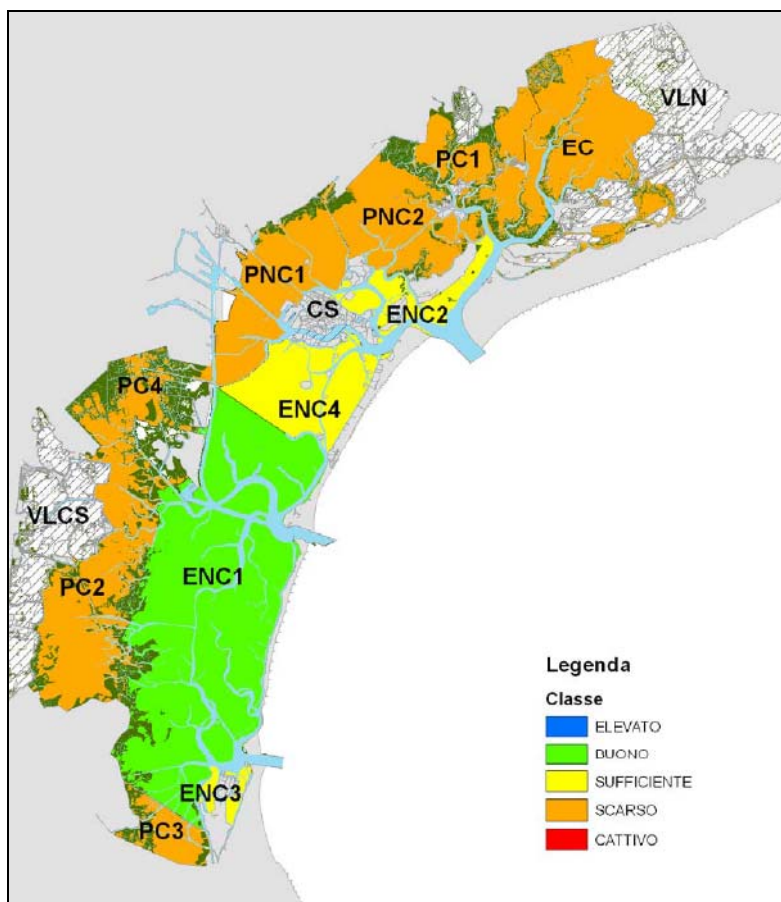 VLN
PC1
EC
PNC2
PNC1
CS
ENC2
PC4
ENC4
VLCS
ENC1
PC2
Legenda
Classe
ELEVATO
BUONO
SUFFICIENTE
SCARSO
CATTIVO
ENC3
PC3